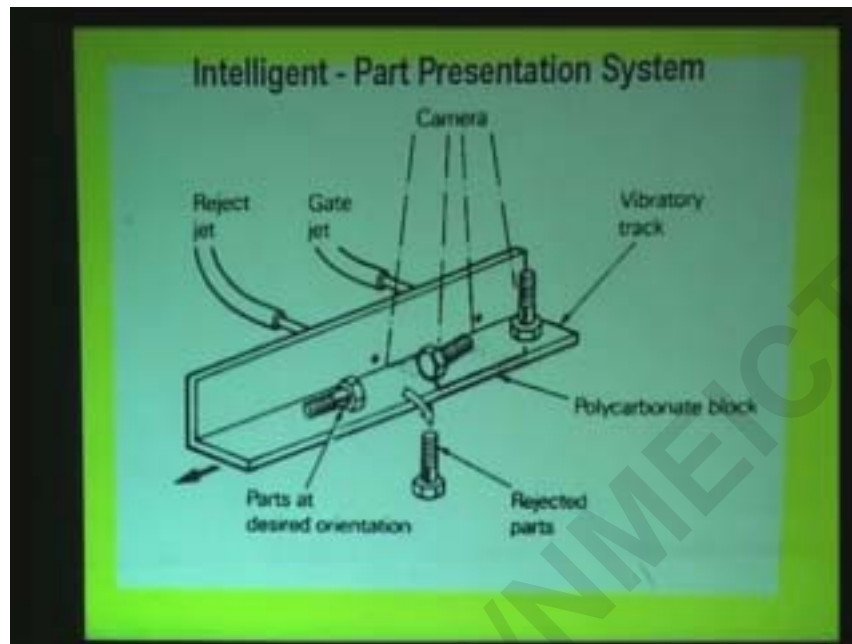 Intelligent - Part Presentation System
Camera
Reject
jet
Gate
jet
Vibratory
track
Polycarbonate block
Parts at
desired orientation
Rejected
parts